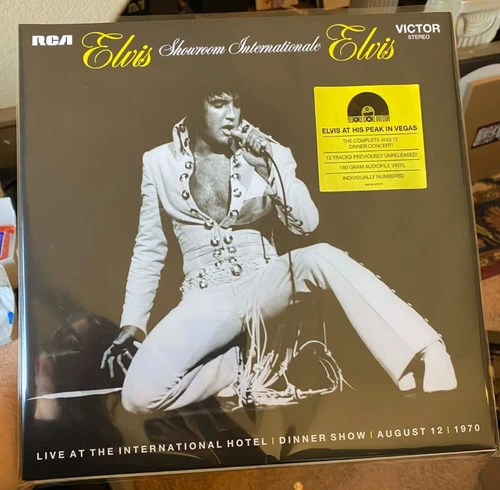 RCA Elvis Showroom Internationale Elvis VICTOR
STEREO
ELVIS AT HIS PEAK IN VEGAS
THE COMPLETE AUG 12
DINNER CONCERT!
13 TRACKS PREVIOUSLY UNRELEASED!
180 GRAM AUDIOFILE VINYL
INDIVIDUALLY NUMBERED
LIVE AT THE INTERNATIONAL HOTEL | DINNER SHOW | AUGUST 12 | 1970